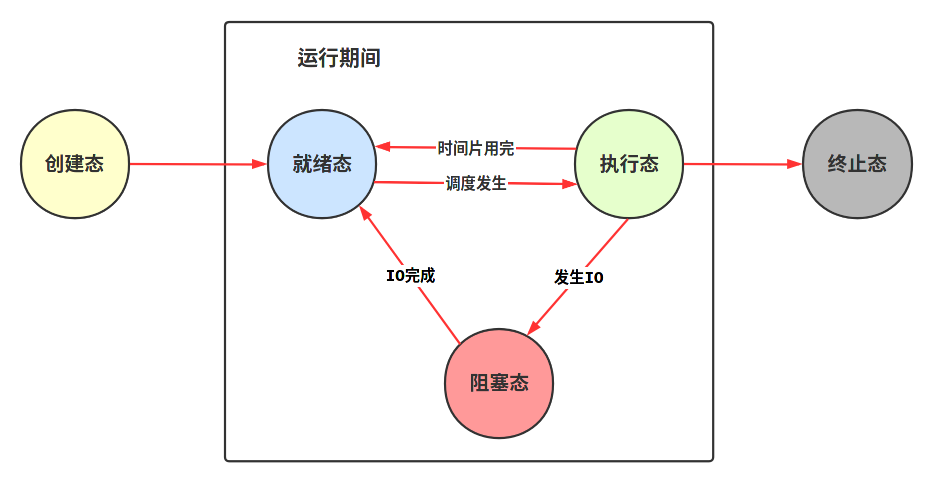 运行期间
创建态
就绪态
时间片用完
调度发生
执行态
终止态
IO完成
发生IO
阻塞态